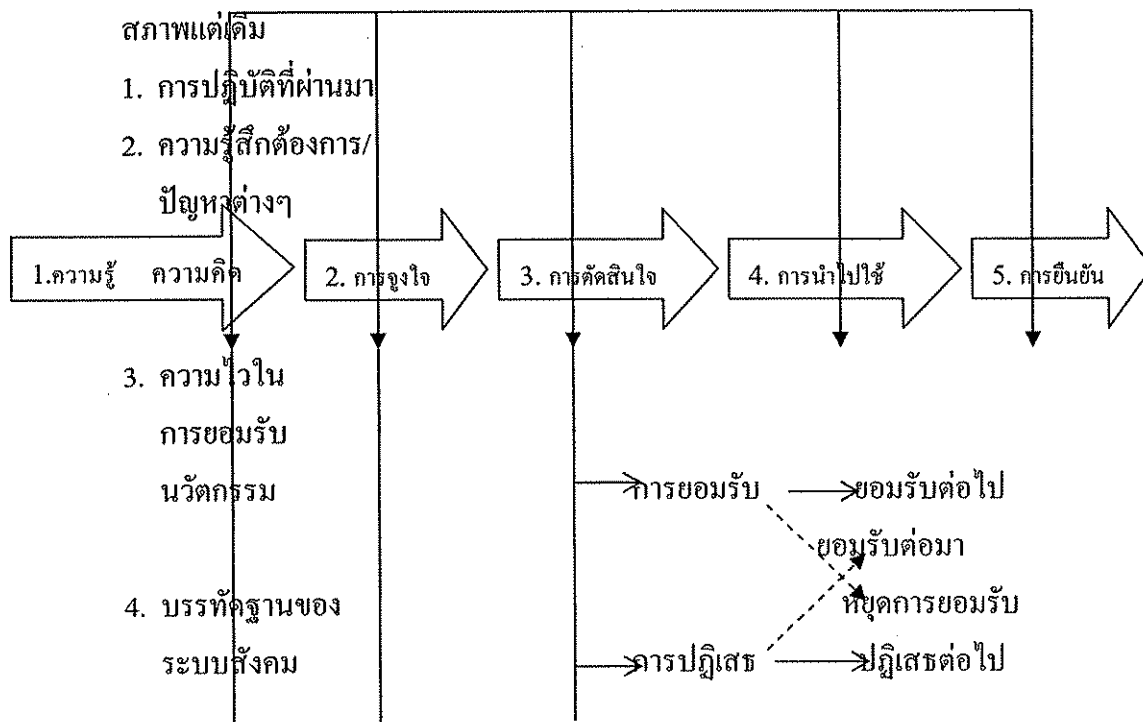 สภาพแต่เดิม
1. การปฏิบัติที่ผ่านมา
2. ความรู้สึกต้องการ/
ปัญหาต่างๆ
1.ความรู้ ความคิด
2. การจูงใจ
3. การตัดสินใจ
4. การนำไปใช้
5. การยืนยัน
3. ความไวใน
การยอมรับ
นวัตกรรม
การยอมรับ
ยอมรับต่อไป
ยอมรับต่อมา
หยุดการยอมรับ
4. บรรทัดฐานของ
ระบบสังคม
การปฏิเสธ
ปฏิเสธต่อไป